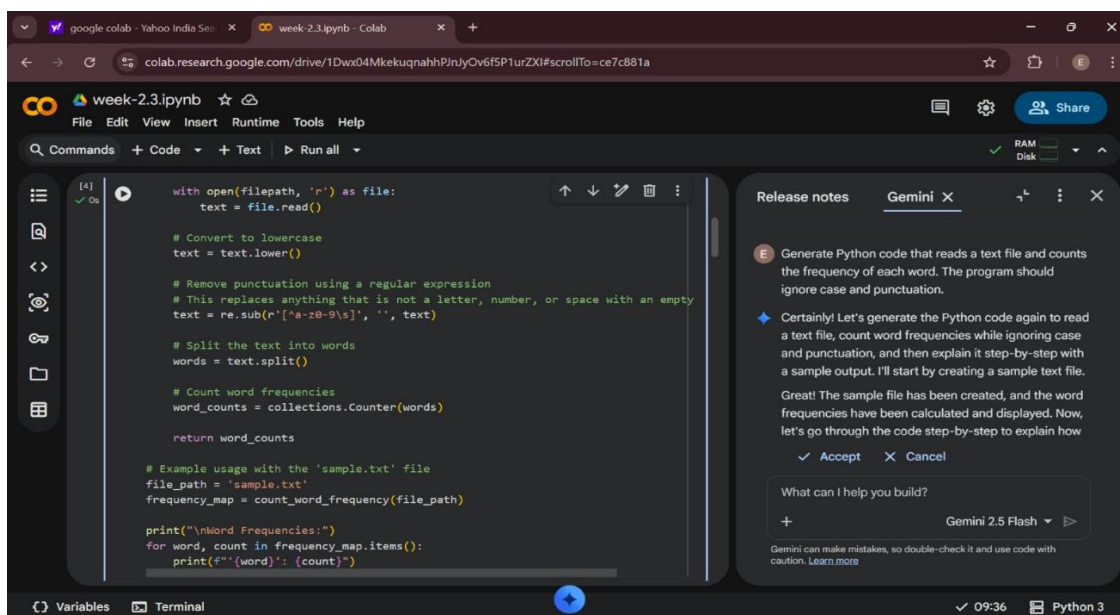 google colab - Yahoo India Sea
week-2.3.ipynb - Colab
colab.research.google.com/drive/1Dwx04MkekuqnahhPJnJyOv6f5P1urZXI#scrollTo=ce7c881a
E
week-2.3.ipynb
File Edit View Insert Runtime Tools Help
Share
Commands + Code + Text Run all
RAM
Disk
[4]
0s
with open(filepath, 'r') as file:
text = file.read()
# Convert to lowercase
text = text.lower()
# Remove punctuation using a regular expression
# This replaces anything that is not a letter, number, or space with an empty
text = re.sub(r'[^a-z0-9\s]', '', text)
# Split the text into words
words = text.split()
# Count word frequencies
word_counts = collections.Counter(words)
return word_counts
# Example usage with the 'sample.txt' file
file_path = 'sample.txt'
frequency_map = count_word_frequency(file_path)
print("\nWord Frequencies:")
for word, count in frequency_map.items():
print(f"'{word}': {count}")
Release notes Gemini
E
Generate Python code that reads a text file and counts
the frequency of each word. The program should
ignore case and punctuation.
Certainly! Let's generate the Python code again to read
a text file, count word frequencies while ignoring case
and punctuation, and then explain it step-by-step with
a sample output. I'll start by creating a sample text file.
Great! The sample file has been created, and the word
frequencies have been calculated and displayed. Now,
let's go through the code step-by-step to explain how
Accept Cancel
What can I help you build?
+ Gemini 2.5 Flash
Gemini can make mistakes, so double-check it and use code with
caution. Learn more
{} Variables Terminal
09:36 Python 3